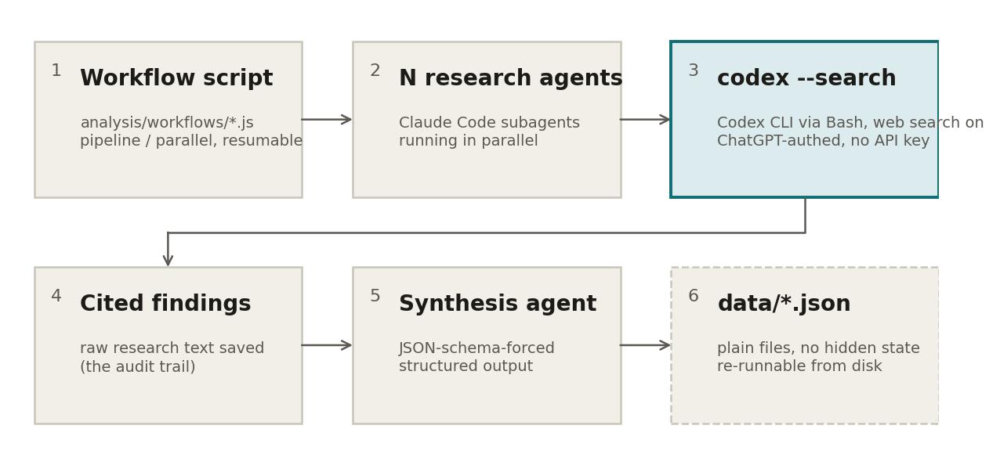 1
Workflow script
analysis/workflows/*.js
pipeline / parallel, resumable
2
N research agents
Claude Code subagents
running in parallel
3
codex --search
Codex CLI via Bash, web search on
ChatGPT-authed, no API key
4
Cited findings
raw research text saved
(the audit trail)
5
Synthesis agent
JSON-schema-forced
structured output
6
data/*.json
plain files, no hidden state
re-runnable from disk